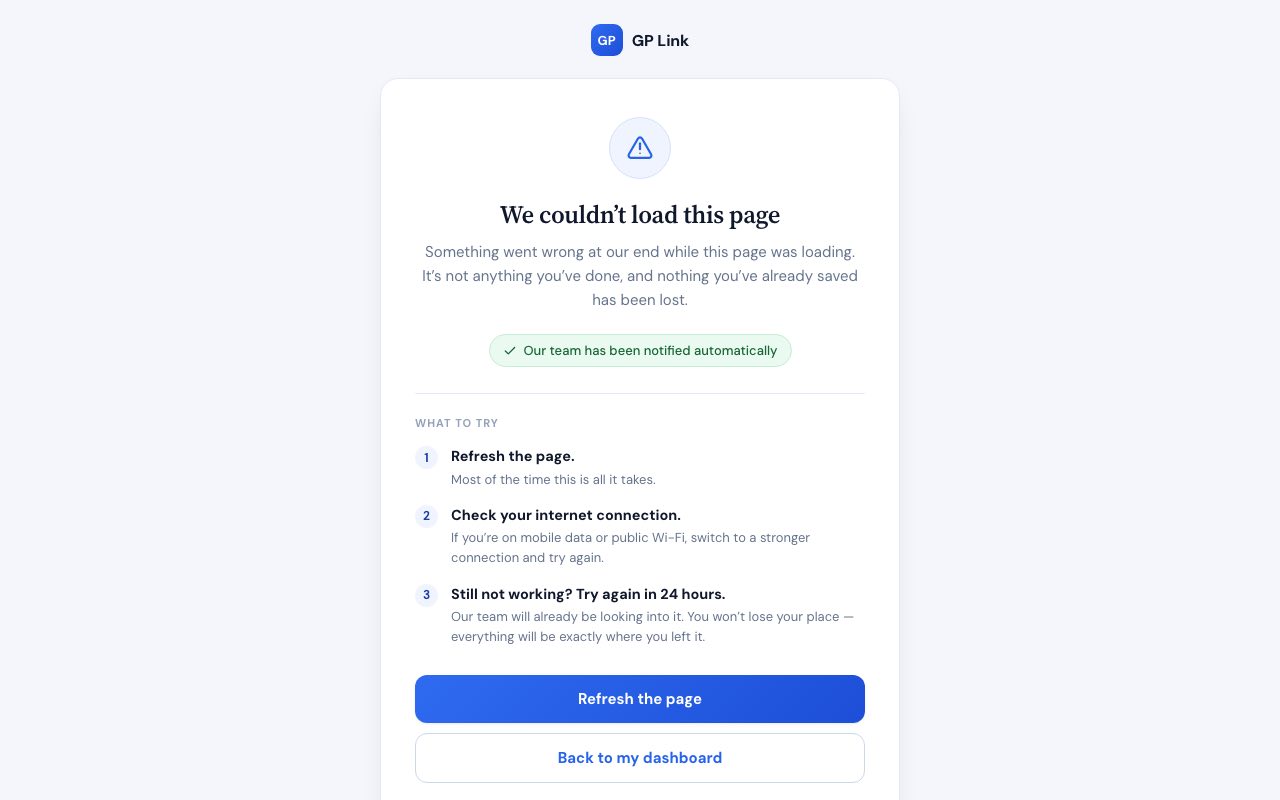 GP GP Link
We couldn’t load this page
Something went wrong at our end while this page was loading.
It’s not anything you’ve done, and nothing you’ve already saved
has been lost.
Our team has been notified automatically
WHAT TO TRY
1 Refresh the page.
Most of the time this is all it takes.
2 Check your internet connection.
If you’re on mobile data or public Wi-Fi, switch to a stronger
connection and try again.
3 Still not working? Try again in 24 hours.
Our team will already be looking into it. You won’t lose your place —
everything will be exactly where you left it.
Refresh the page
Back to my dashboard